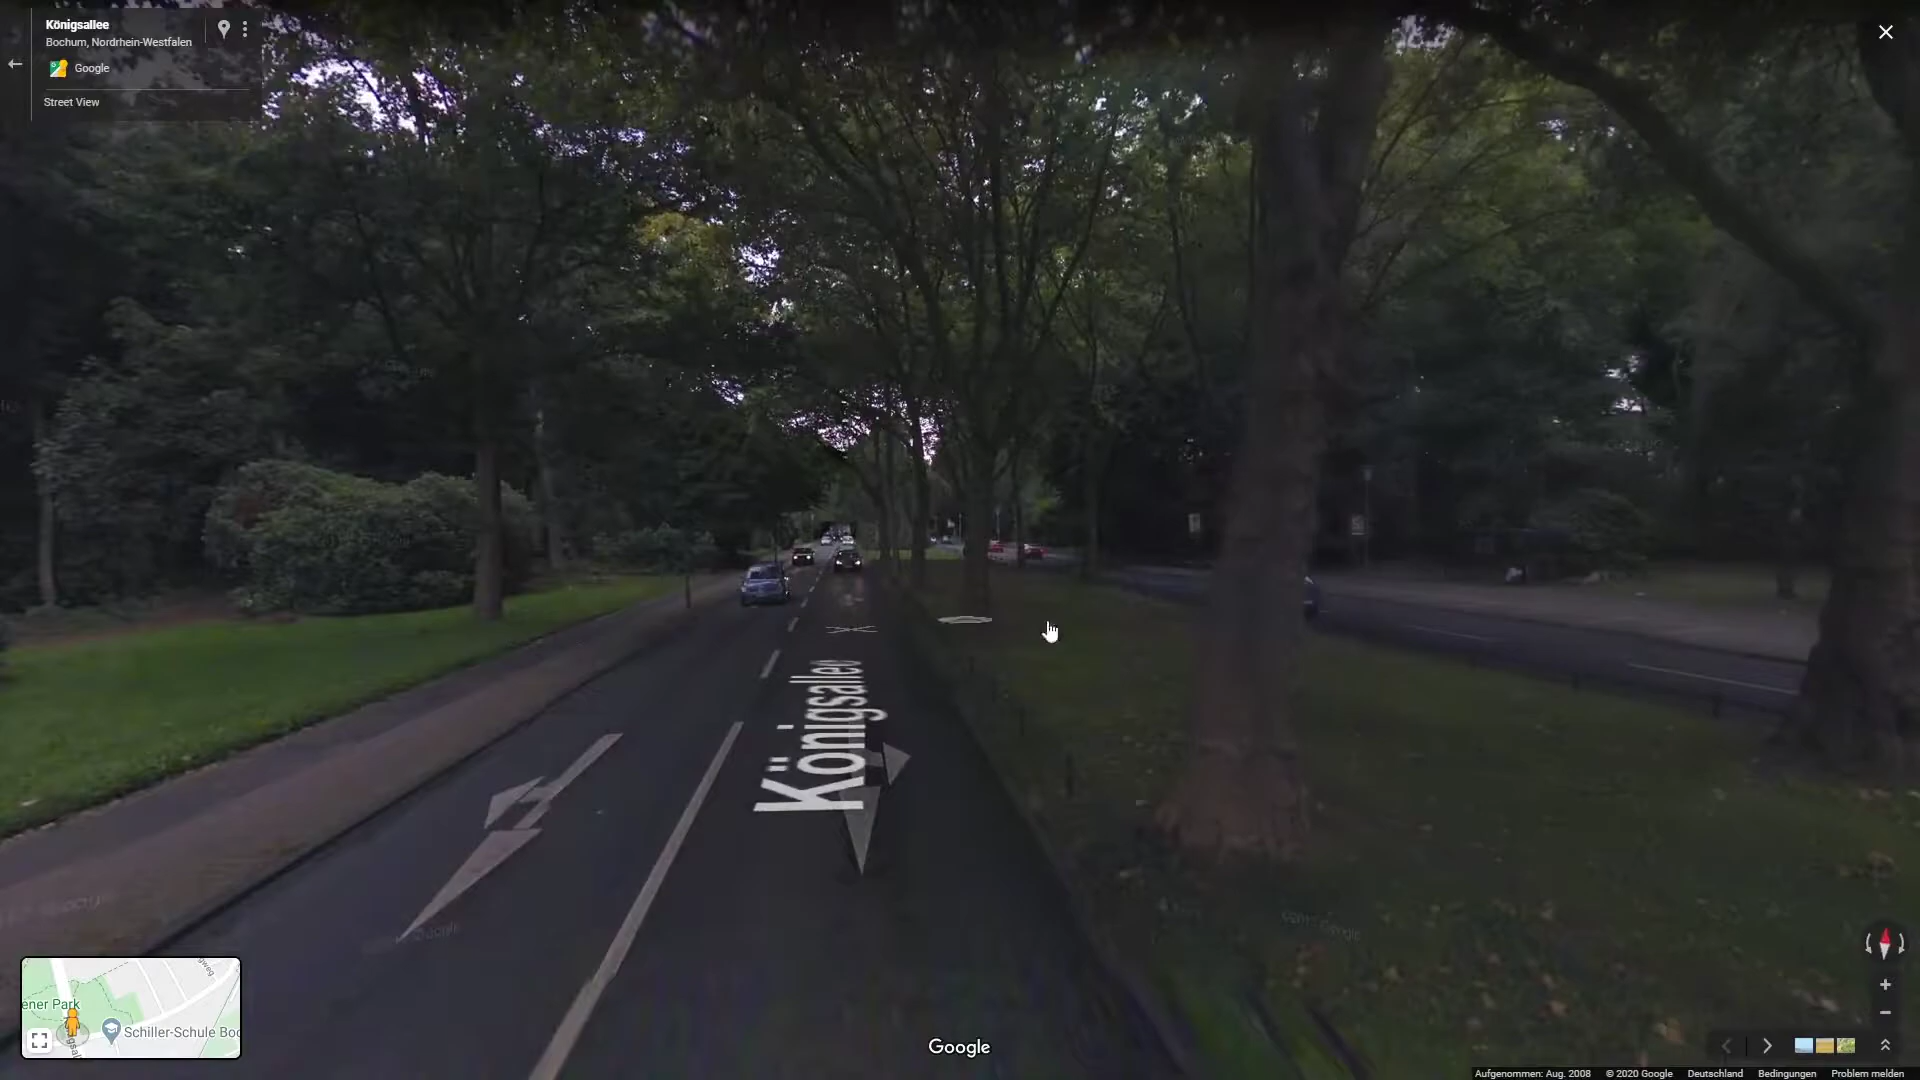 Königsallee
Bochum, Nordrhein-Westfalen
Google
Street View
Königsallee
ener Park
Schiller-Schule Boc
Google
Aufgenommen: Aug. 2008 © 2020 Google Deutschland Bedingungen Problem melden